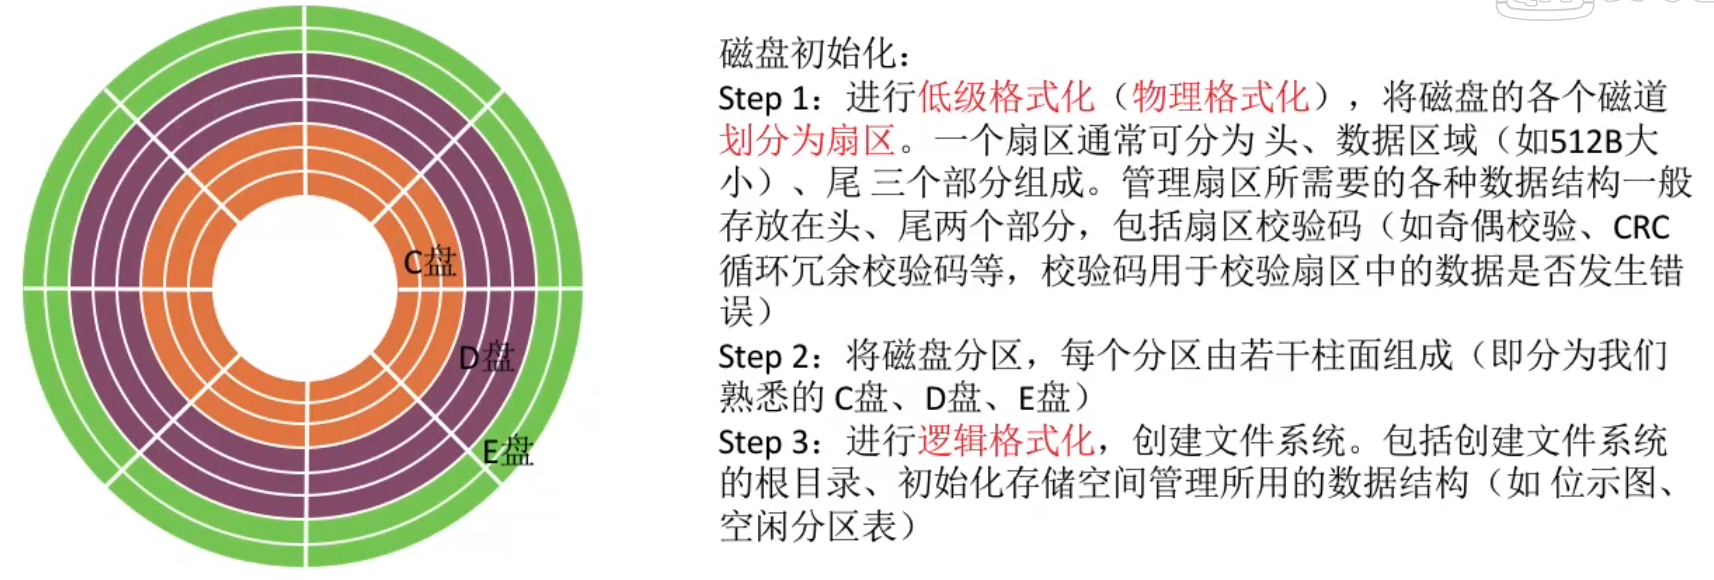 磁盘初始化：
Step 1：进行低级格式化（物理格式化），将磁盘的各个磁道
划分为扇区。一个扇区通常可分为 头、数据区域（如512B大
小）、尾 三个部分组成。管理扇区所需要的各种数据结构一般
存放在头、尾两个部分，包括扇区校验码（如奇偶校验、CRC
循环冗余校验码等，校验码用于校验扇区中的数据是否发生错
误）
Step 2：将磁盘分区，每个分区由若干柱面组成（即分为我们
熟悉的 C盘、D盘、E盘）
Step 3：进行逻辑格式化，创建文件系统。包括创建文件系统
的根目录、初始化存储空间管理所用的数据结构（如 位示图、
空闲分区表）
C盘
D盘
E盘